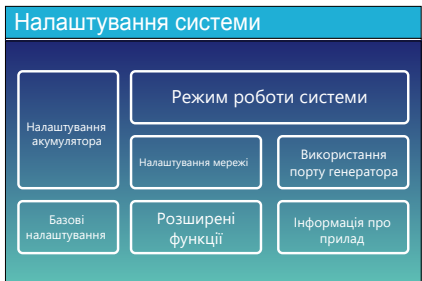 Налаштування системи
Режим роботи системи
Налаштування
акумулятора
Налаштування мережі
Використання
порту генератора
Базові
налаштування
Розширені
функції
Інформація про
прилад